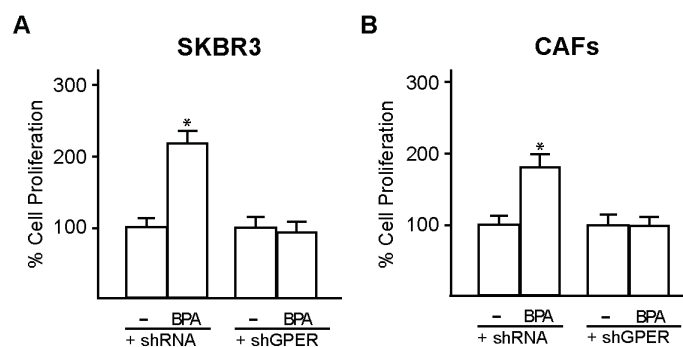 A
SKBR3
300
200
100
% Cell Proliferation
*
– BPA BPA
+ shRNA + shGPER
B
CAFs
300
200
100
% Cell Proliferation
*
– BPA BPA
+ shRNA + shGPER